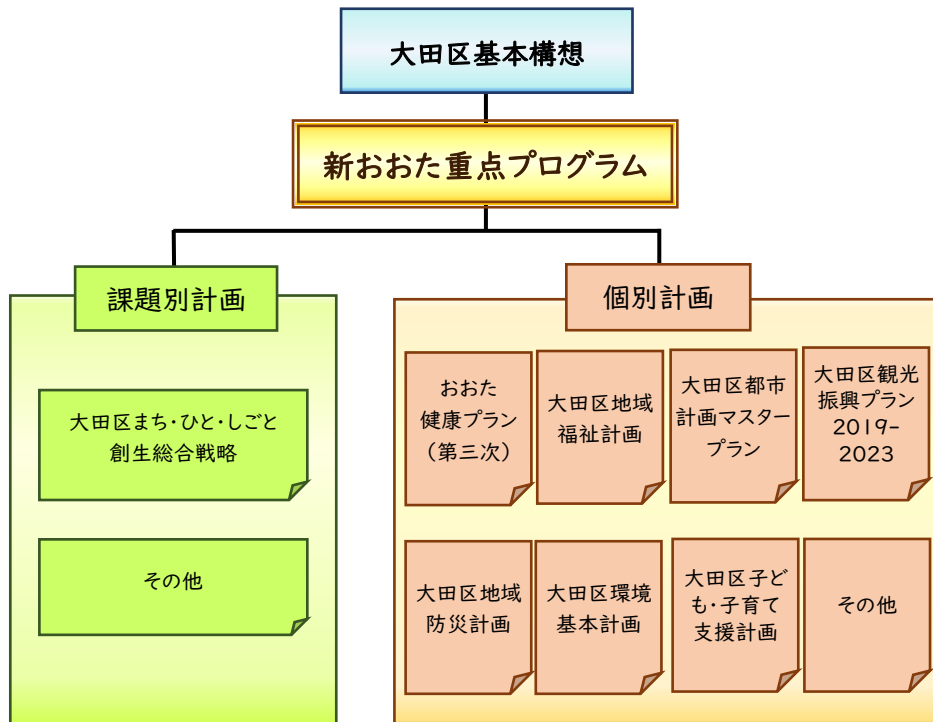 大田区基本構想
新おおた重点プログラム
課題別計画
大田区まち・ひと・しごと
創生総合戦略
その他
個別計画
おおた
健康プラン
（第三次）
大田区地域
福祉計画
大田区都市
計画マスター
プラン
大田区観光
振興プラン
2019-
2023
大田区地域
防災計画
大田区環境
基本計画
大田区子ど
も・子育て
支援計画
その他